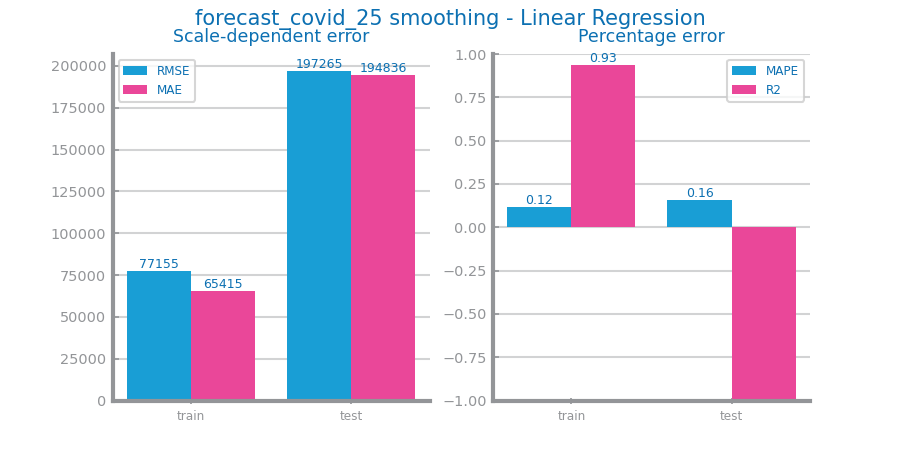 forecast_covid_25 smoothing - Linear Regression
Scale-dependent error
200000
175000
150000
125000
100000
75000
50000
25000
0
RMSE
MAE
77155
65415
197265
194836
train
test
Percentage error
1.00
0.75
0.50
0.25
0.00
−0.25
−0.50
−0.75
−1.00
MAPE
R2
0.12
0.93
0.16
train
test